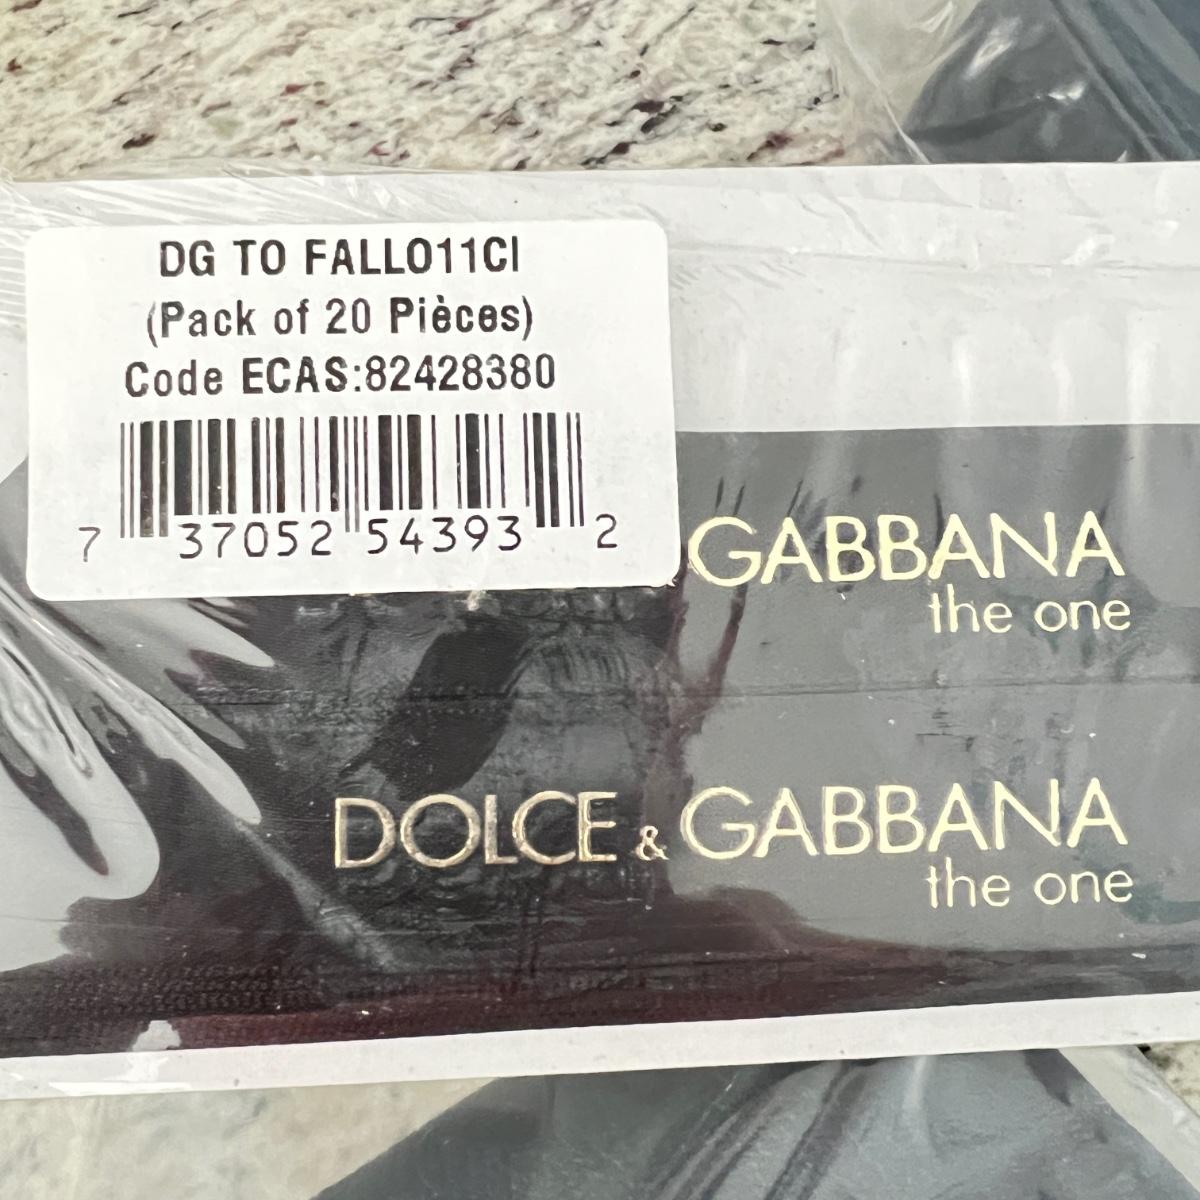 DG TO FALLO11CI
(Pack of 20 Pièces)
Code ECAS:82428380
7 37052 54393 2
GABBANA
the one
DOLCE & GABBANA
the one